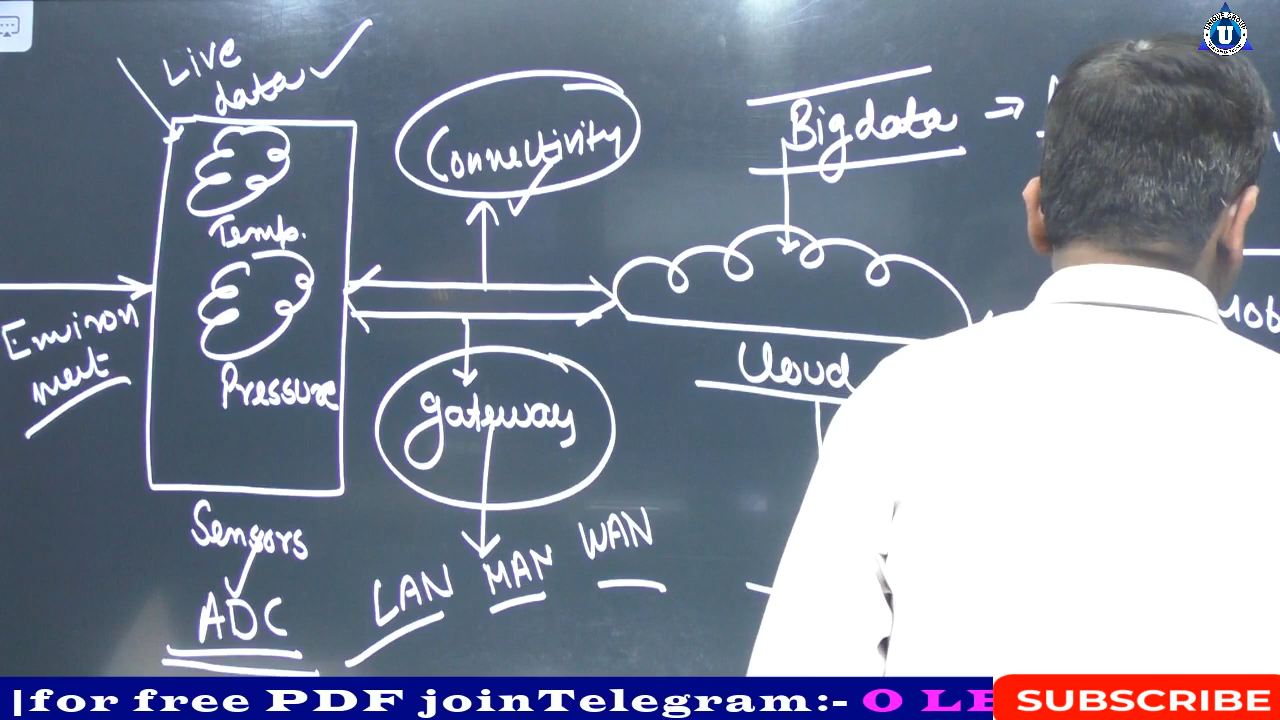 Live
data
Connectivity
Bigdata
Temp.
Environ
ment
Pressure
Cloud
gateway
Sensors
ADC
LAN MAN WAN
|for free PDF joinTelegram:- O LE
SUBSCRIBE
U